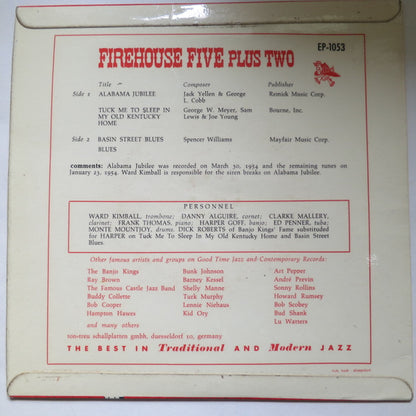 FIREHOUSE FIVE PLUS TWO
EP-1053
Title Composer Publisher
Side 1 ALABAMA JUBILEE Jack Yellen & George L. Cobb Remick Music Corp.
TUCK ME TO SLEEP IN MY OLD KENTUCKY HOME George W. Meyer, Sam Lewis & Joe Young Bourne, Inc.
Side 2 BASIN STREET BLUES Spencer Williams Mayfair Music Corp.
BLUES
comments: Alabama Jubilee was recorded on March 30, 1954 and the remaining tunes on
January 23, 1954. Ward Kimball is responsible for the siren breaks on Alabama Jubilee.
PERSONNEL
WARD KIMBALL, trombone; DANNY ALGUIRE, cornet; CLARKE MALLERY,
clarinet; FRANK THOMAS, piano; HARPER GOFF, banjo; ED PENNER, tuba;
MONTE MOUNTJOY, drums. DICK ROBERTS of Banjo Kings' Fame substituded
for HARPER on Tuck Me To Sleep In My Old Kentucky Home and Basin Street
Blues.
Other famous artists and groups on Good Time Jazz and Contemporary Records:
The Banjo Kings Bunk Johnson Art Pepper
Ray Brown Barney Kessel André Previn
The Famous Castle Jazz Band Shelly Manne Sonny Rollins
Buddy Collette Turk Murphy Howard Rumsey
Bob Cooper Lennie Niehaus Bob Scobey
Hampton Hawes Kid Ory Bud Shank
and many others Lu Watters
ton-treu schallplatten gmbh. duesseldorf 10, germany
THE BEST IN Traditional AND Modern JAZZ